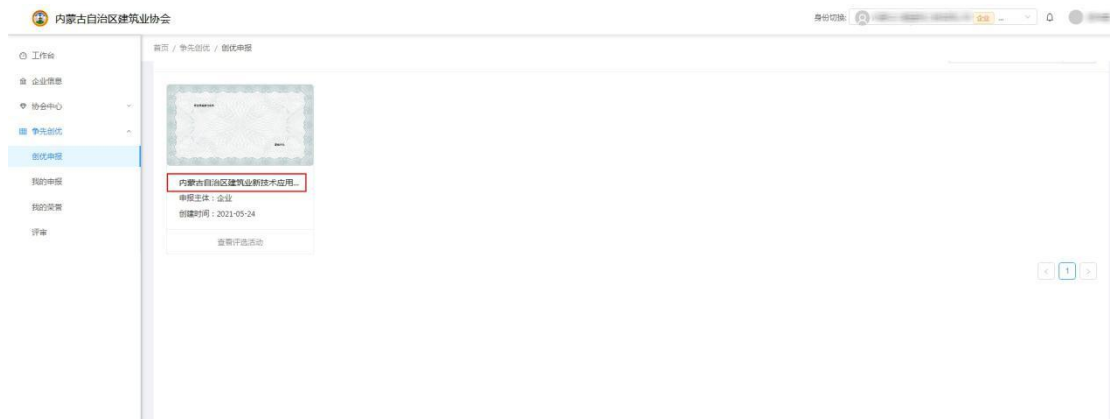 内蒙古自治区建筑业协会
身份切换:
企业
首页 / 争先创优 / 创优申报
工作台
企业信息
协会中心
争先创优
创优申报
我的申报
我的荣誉
评审
内蒙古自治区建筑业新技术应用...
申报主体：企业
创建时间：2021-05-24
查看评选活动
< 1 >